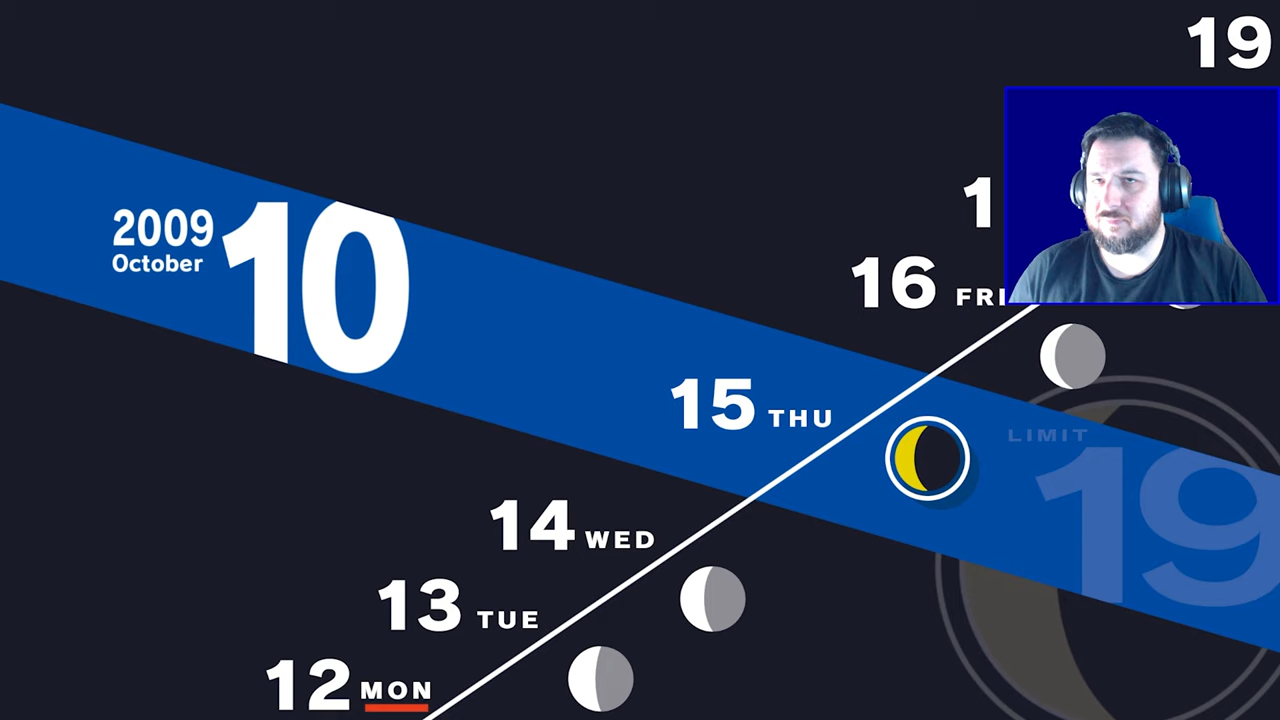 19
1
16 FRI
2009
October
10
15 THU
LIMIT
19
14 WED
13 TUE
12 MON